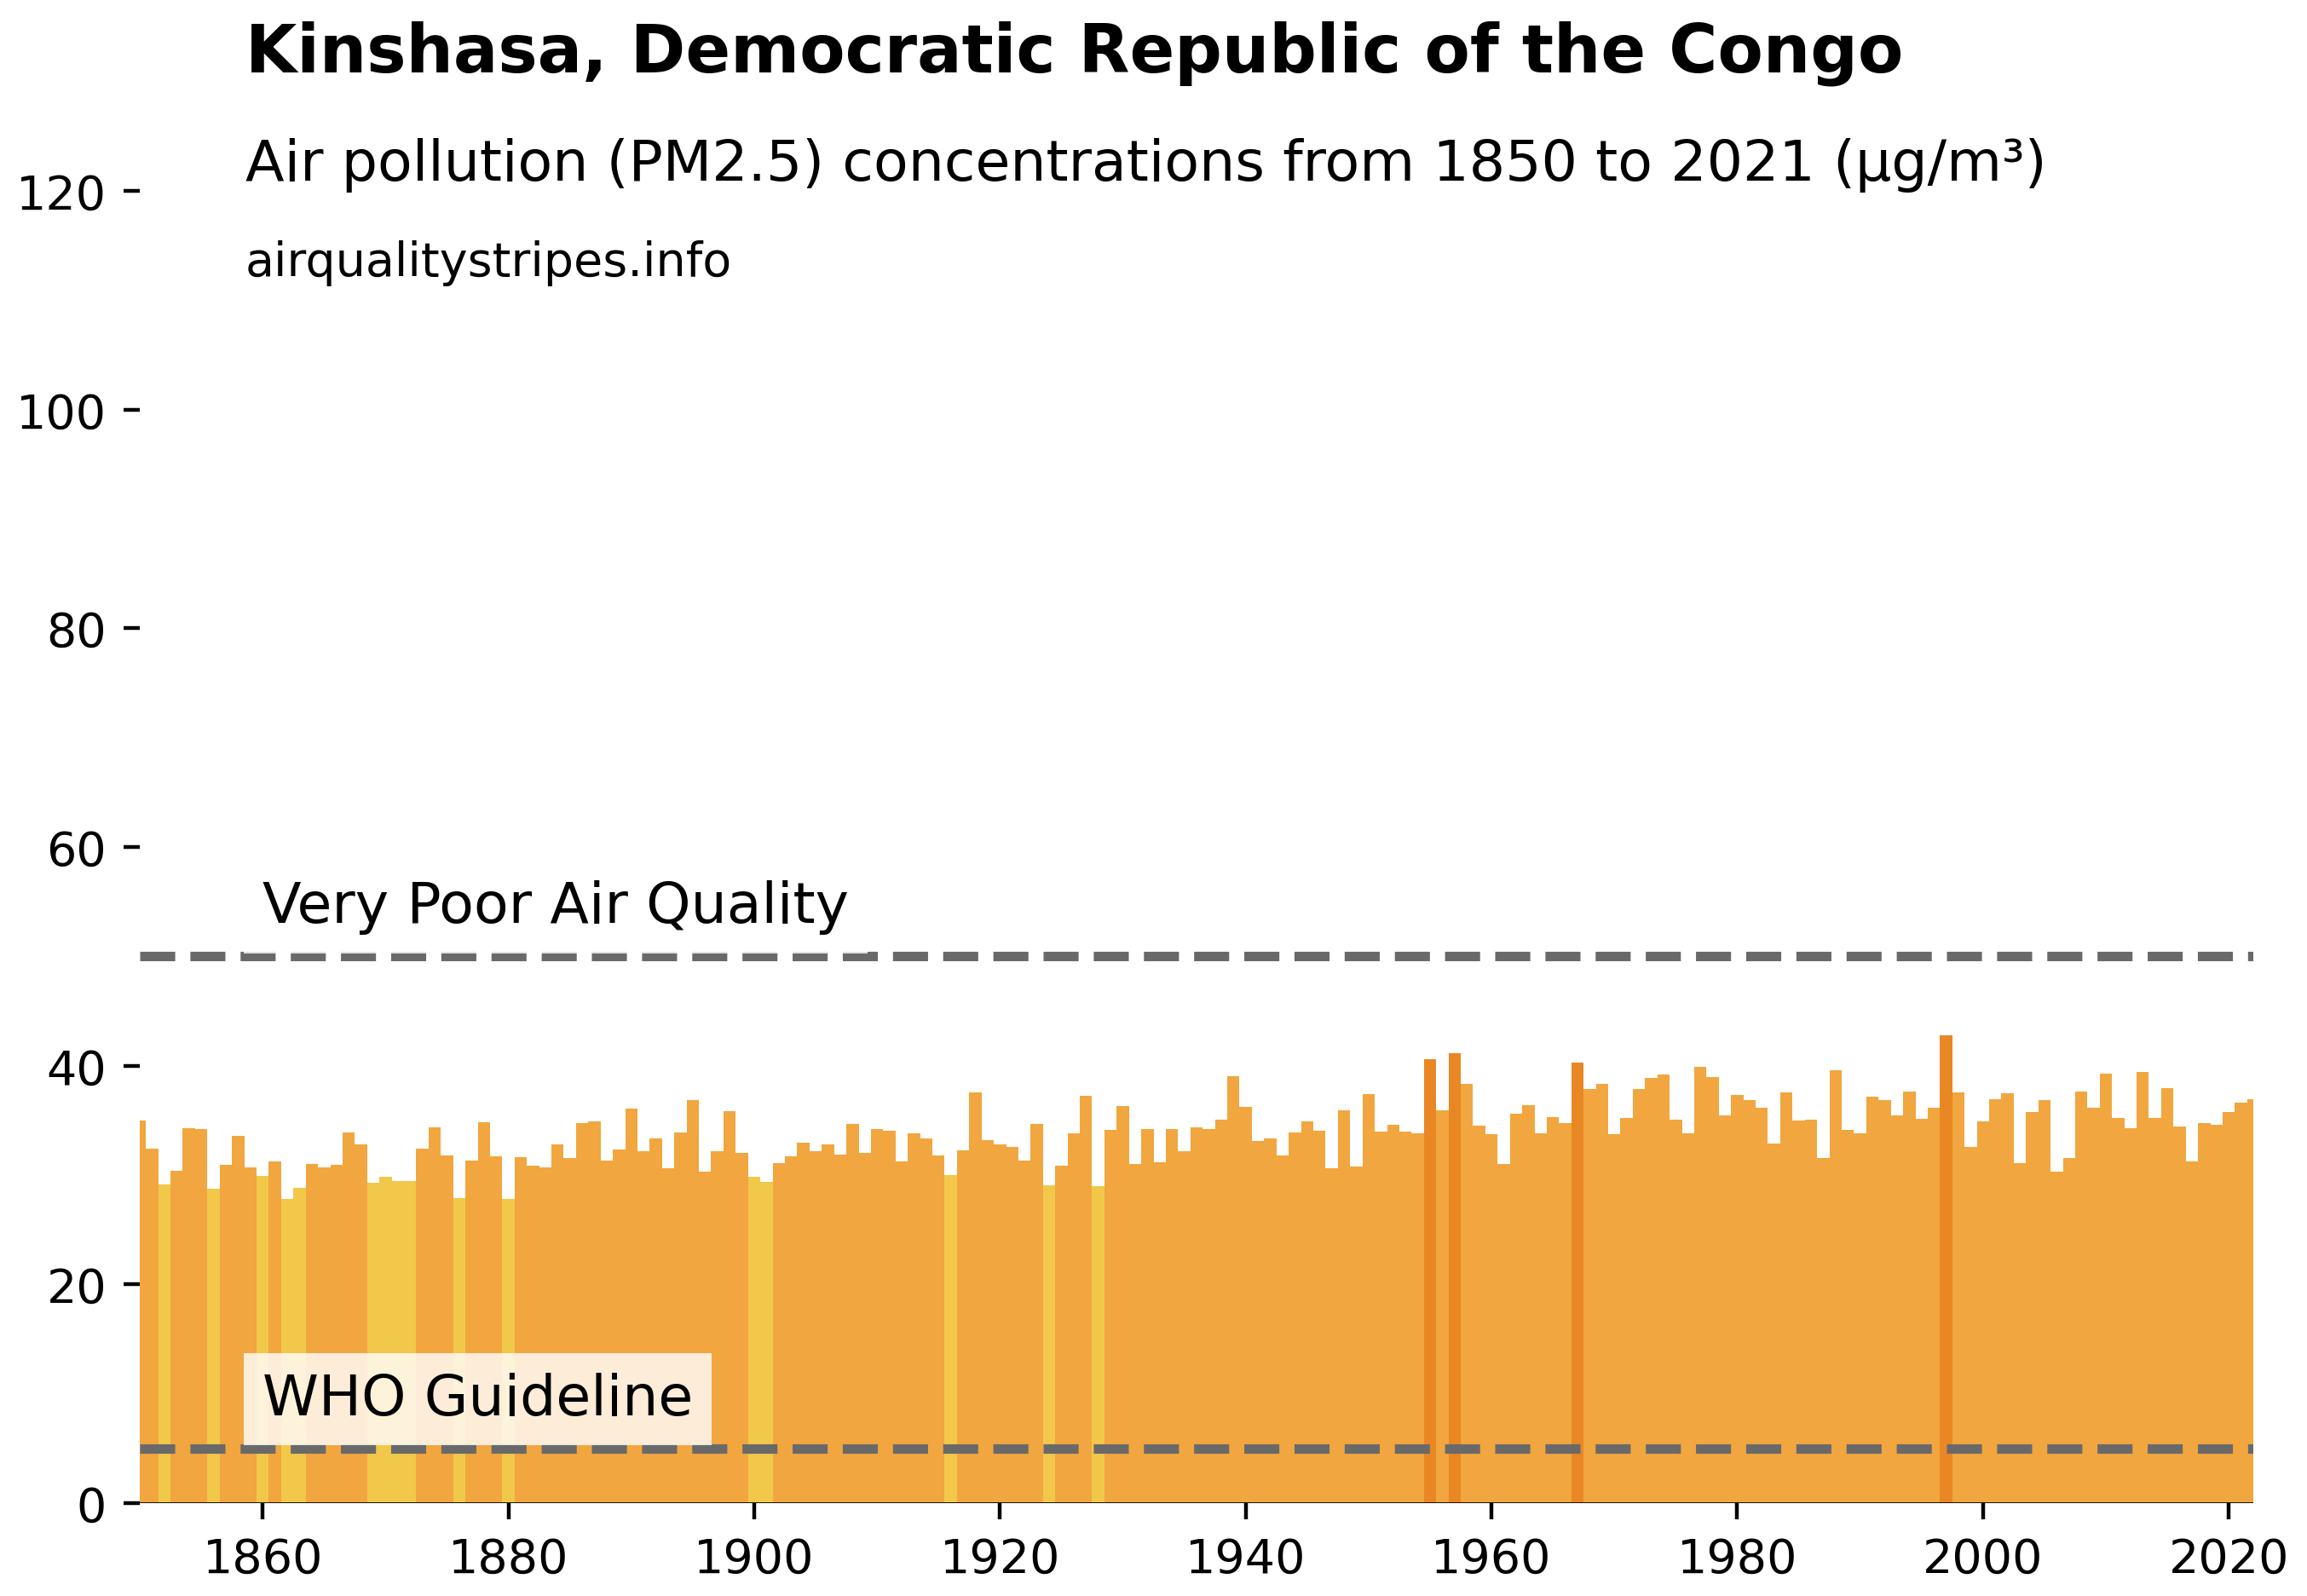 Kinshasa, Democratic Republic of the Congo
Air pollution (PM2.5) concentrations from 1850 to 2021 (µg/m³)
airqualitystripes.info
120
100
80
60
Very Poor Air Quality
40
20
WHO Guideline
0
1860 1880 1900 1920 1940 1960 1980 2000 2020